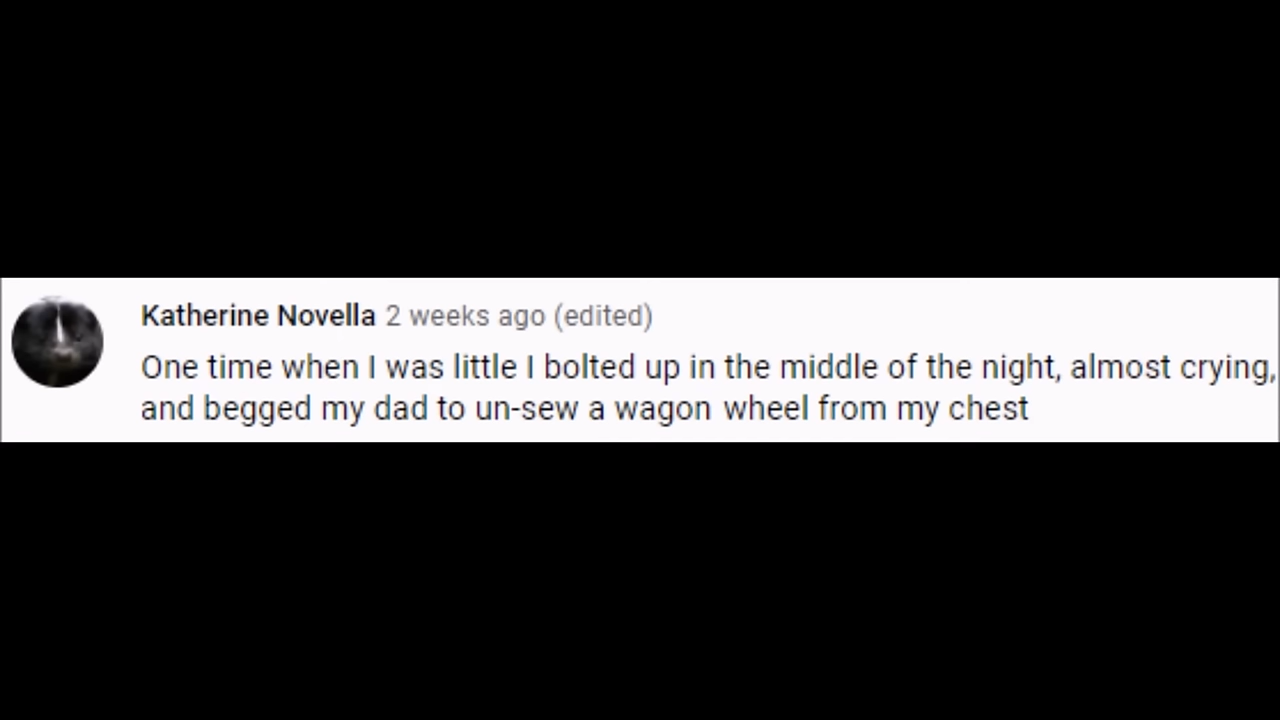 Katherine Novella 2 weeks ago (edited)
One time when I was little I bolted up in the middle of the night, almost crying,
and begged my dad to un-sew a wagon wheel from my chest